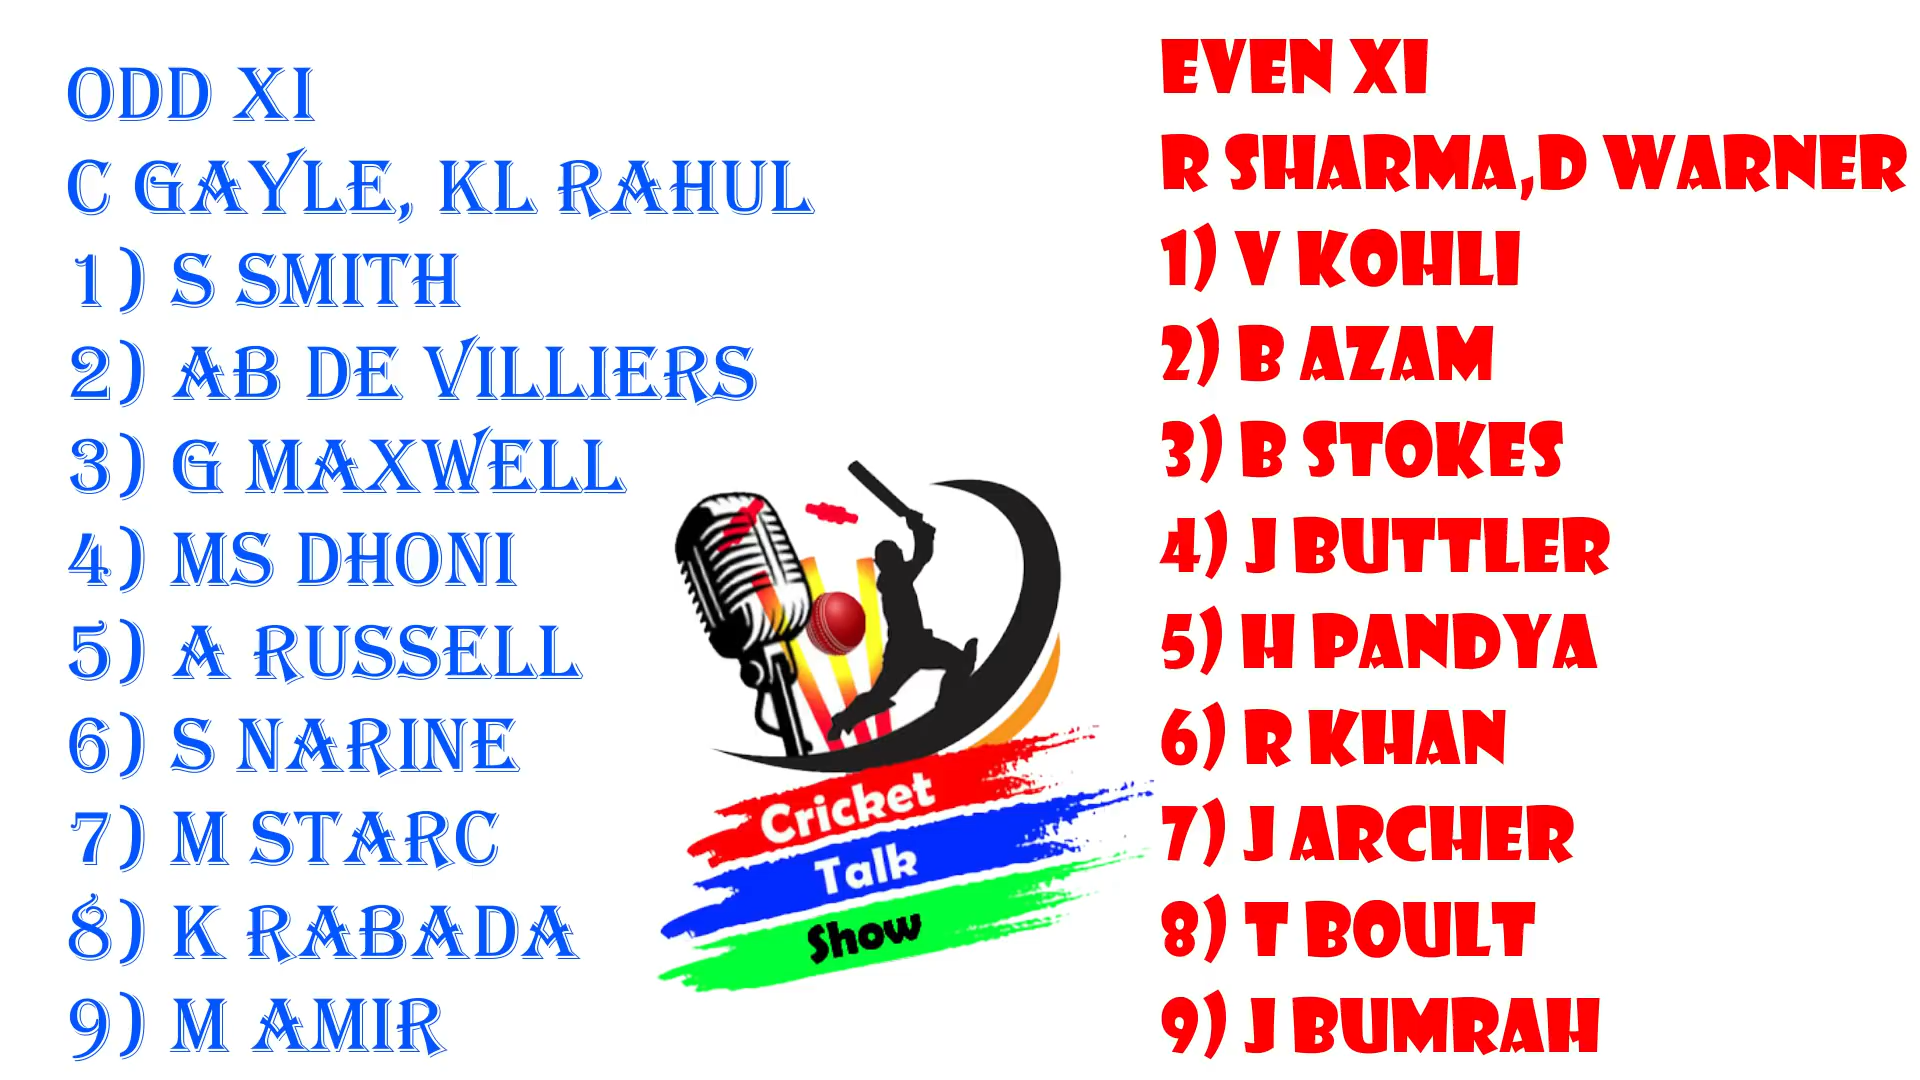 ODD XI
C GAYLE, KL RAHUL
1) S SMITH
2) AB DE VILLIERS
3) G MAXWELL
4) MS DHONI
5) A RUSSELL
6) S NARINE
7) M STARC
8) K RABADA
9) M AMIR
Cricket
Talk
Show
EVEN XI
R SHARMA,D WARNER
1) V KOHLI
2) B AZAM
3) B STOKES
4) J BUTTLER
5) H PANDYA
6) R KHAN
7) J ARCHER
8) T BOULT
9) J BUMRAH